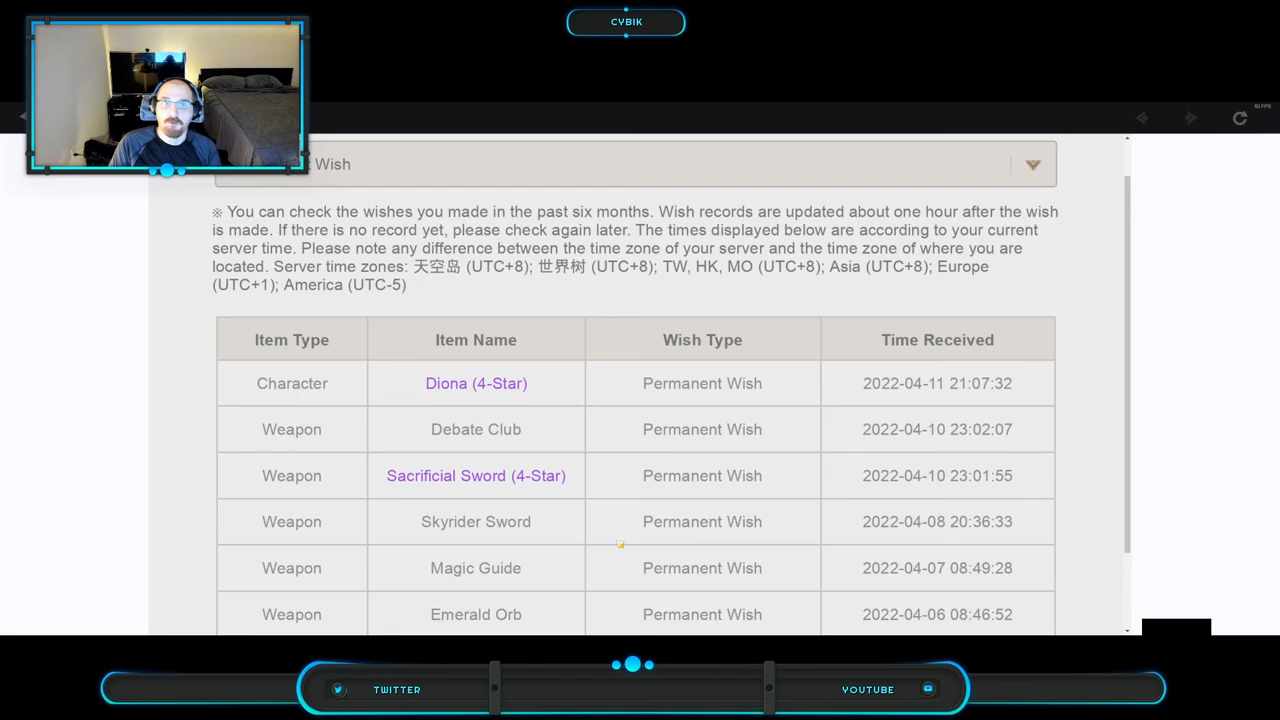 CYBIK
60 FPS
Wish
※ You can check the wishes you made in the past six months. Wish records are updated about one hour after the wish
is made. If there is no record yet, please check again later. The times displayed below are according to your current
server time. Please note any difference between the time zone of your server and the time zone of where you are
located. Server time zones: 天空岛 (UTC+8); 世界树 (UTC+8); TW, HK, MO (UTC+8); Asia (UTC+8); Europe
(UTC+1); America (UTC-5)
Item Type Item Name Wish Type Time Received
Character Diona (4-Star) Permanent Wish 2022-04-11 21:07:32
Weapon Debate Club Permanent Wish 2022-04-10 23:02:07
Weapon Sacrificial Sword (4-Star) Permanent Wish 2022-04-10 23:01:55
Weapon Skyrider Sword Permanent Wish 2022-04-08 20:36:33
Weapon Magic Guide Permanent Wish 2022-04-07 08:49:28
Weapon Emerald Orb Permanent Wish 2022-04-06 08:46:52
TWITTER YOUTUBE